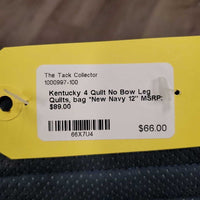 The Tack Collector
1000997-100
Kentucky 4 Quilt No Bow Leg
Quilts, bag *New Navy 12" MSRP:
$89.00
66X7U4
$66.00